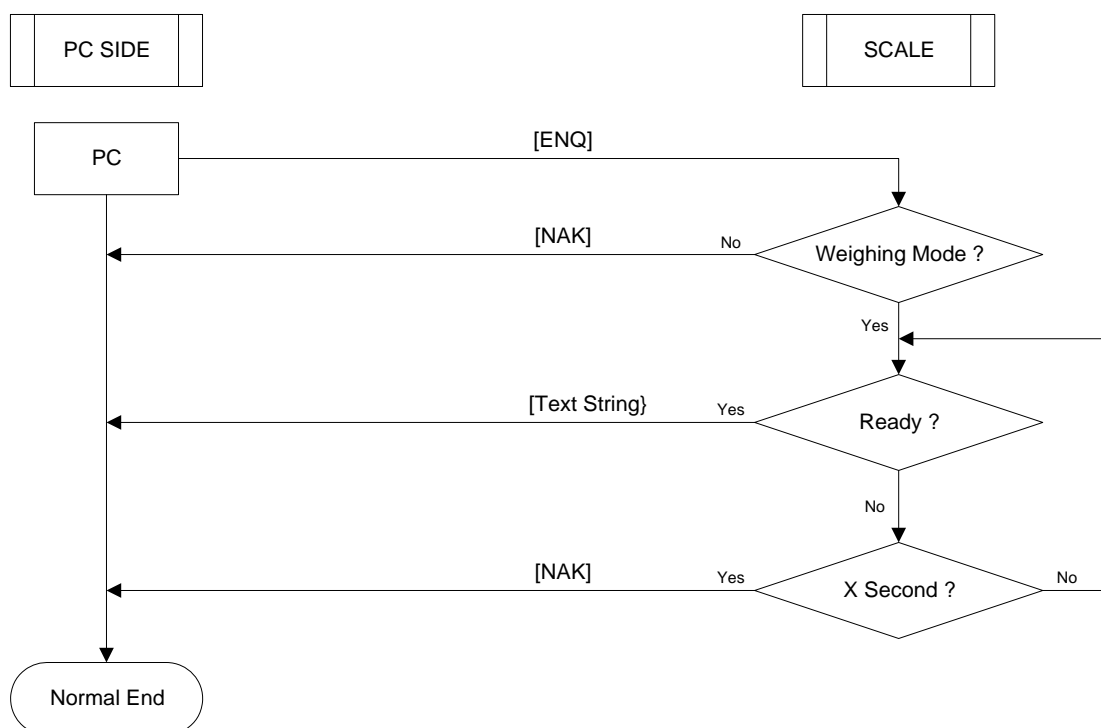 PC SIDE
SCALE
PC
[ENQ]
[NAK]
No
Weighing Mode ?
Yes
[Text String}
Yes
Ready ?
No
[NAK]
Yes
X Second ?
No
Normal End